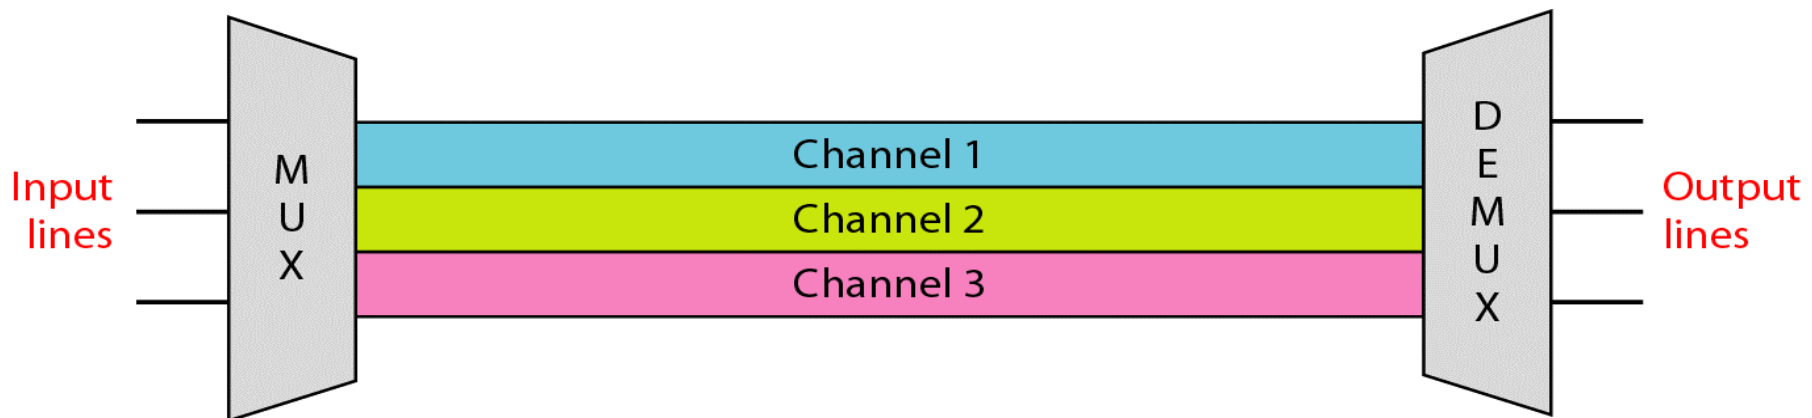 Input
lines
M
U
X
Channel 1
Channel 2
Channel 3
D
E
M
U
X
Output
lines